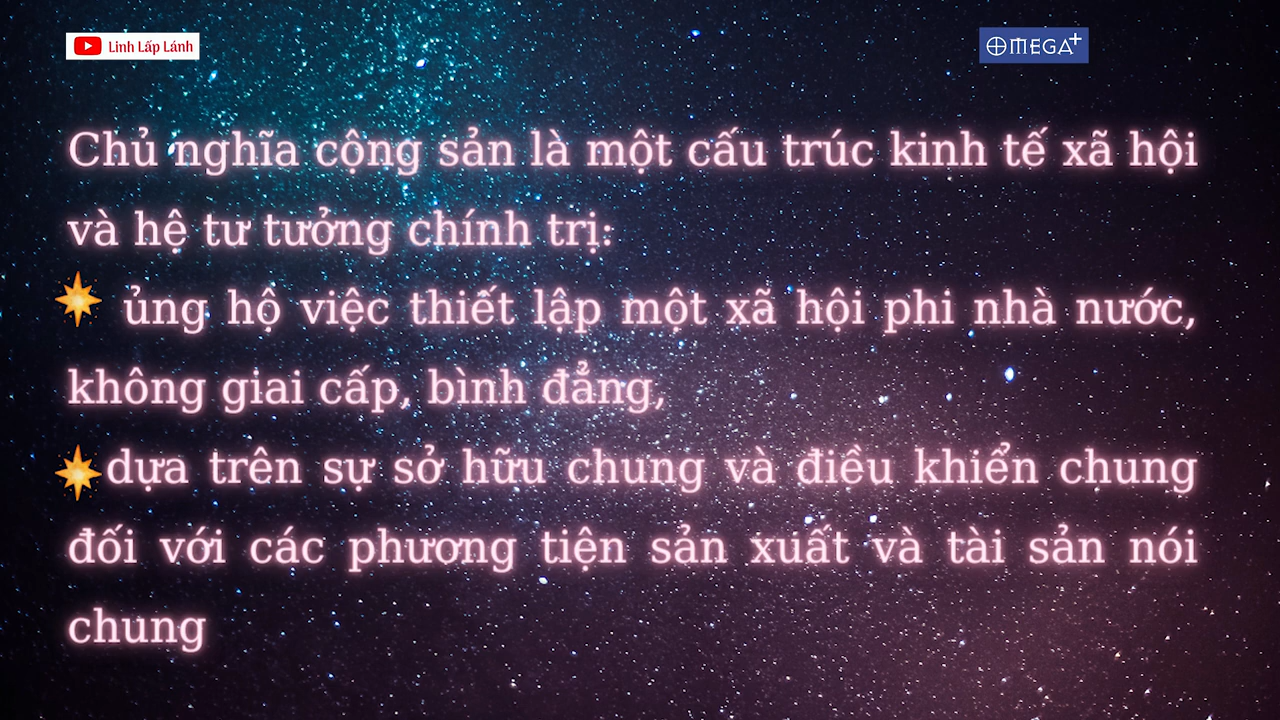 Linh Lấp Lánh
OMEGA+
Chủ nghĩa cộng sản là một cấu trúc kinh tế xã hội
và hệ tư tưởng chính trị:
ủng hộ việc thiết lập một xã hội phi nhà nước,
không giai cấp, bình đẳng,
dựa trên sự sở hữu chung và điều khiển chung
đối với các phương tiện sản xuất và tài sản nói
chung